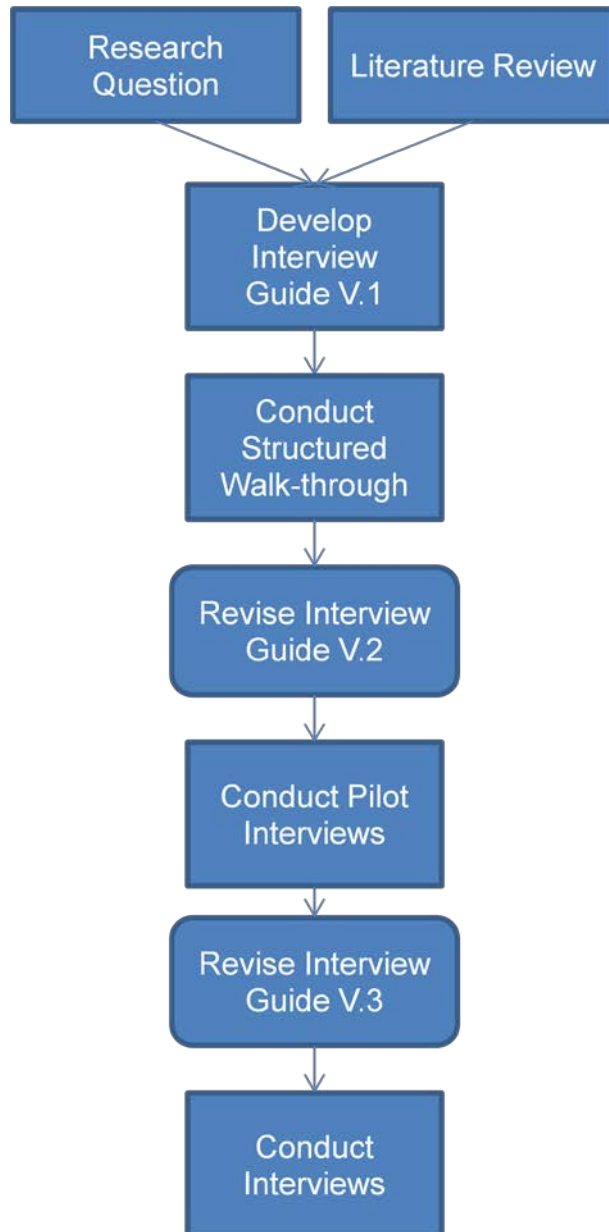 Research
Question
Literature Review
Develop
Interview
Guide V.1
Conduct
Structured
Walk-through
Revise Interview
Guide V.2
Conduct Pilot
Interviews
Revise Interview
Guide V.3
Conduct
Interviews